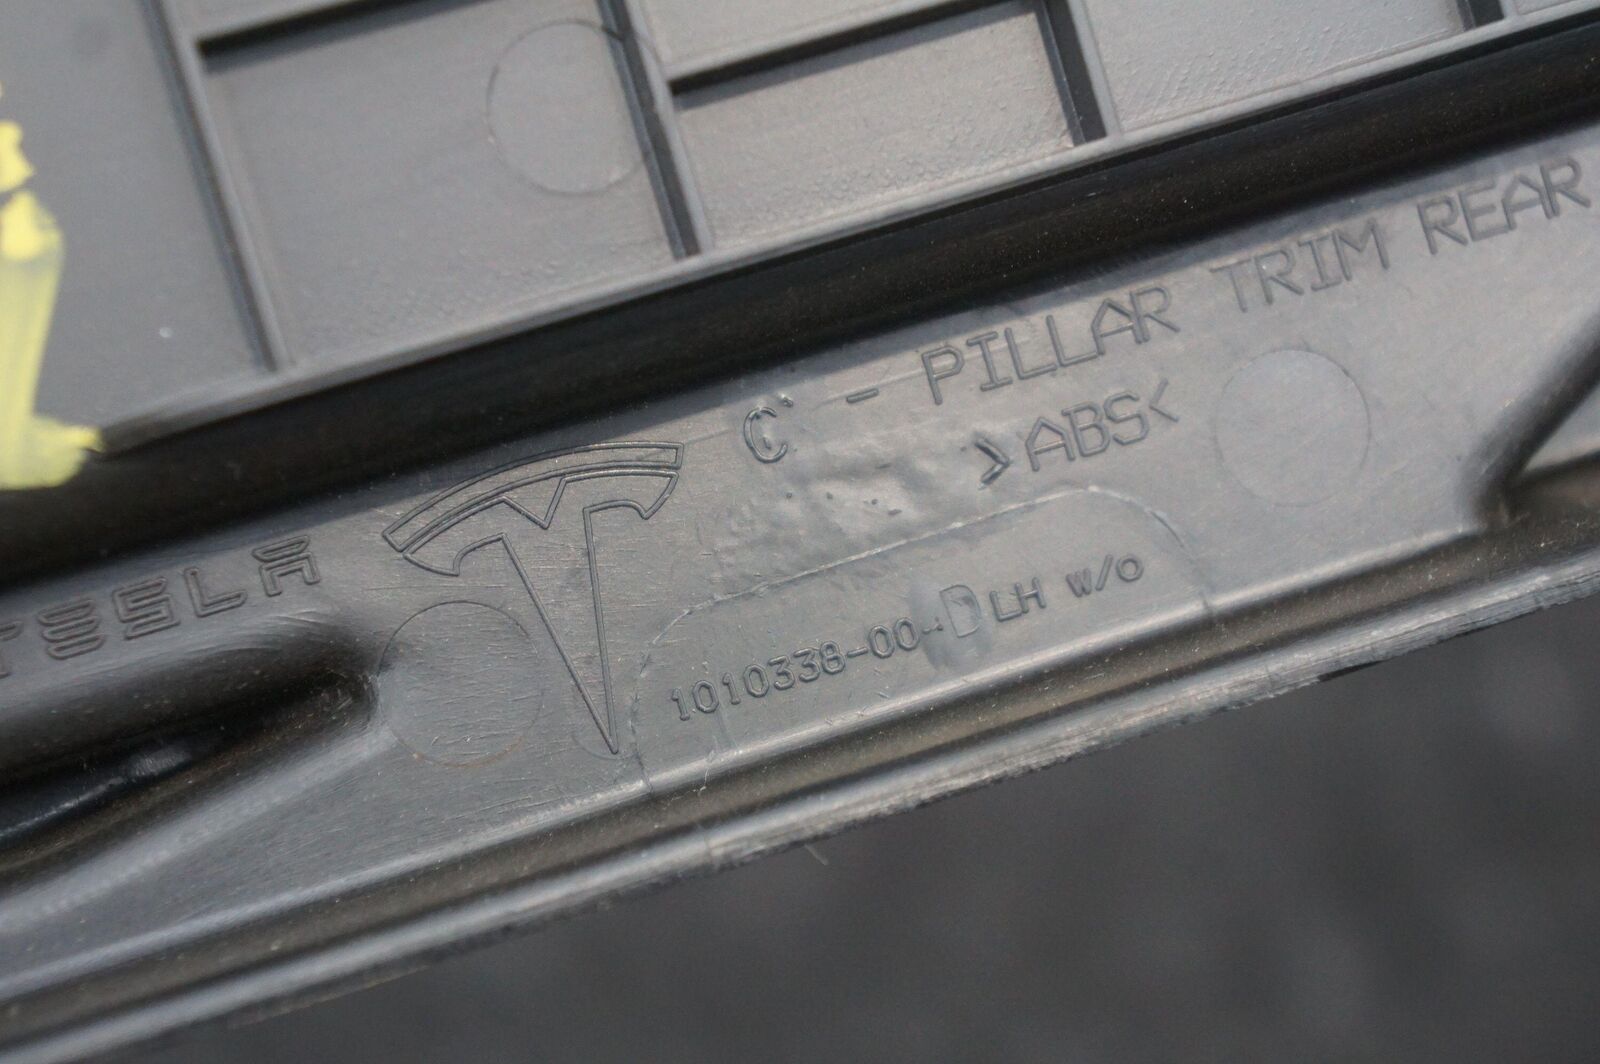 TESLA
C - PILLAR TRIM REAR
>ABS<
1010338-00-D LH w/o